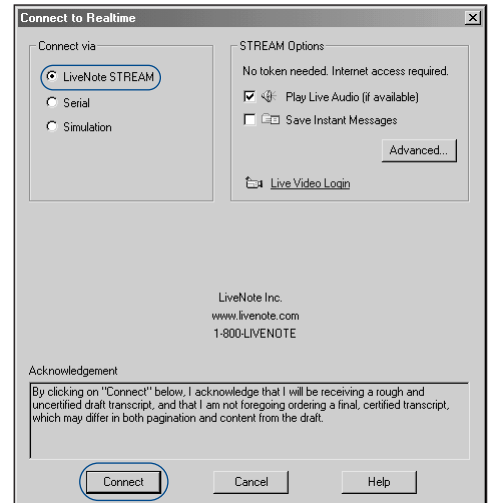 Connect to Realtime
Connect via
LiveNote STREAM
Serial
Simulation
STREAM Options
No token needed. Internet access required.
Play Live Audio (if available)
Save Instant Messages
Advanced...
Live Video Login
LiveNote Inc.
www.livenote.com
1-800-LIVENOTE
Acknowledgement
By clicking on "Connect" below, I acknowledge that I will be receiving a rough and
uncertified draft transcript, and that I am not foregoing ordering a final, certified transcript,
which may differ in both pagination and content from the draft.
Connect
Cancel
Help